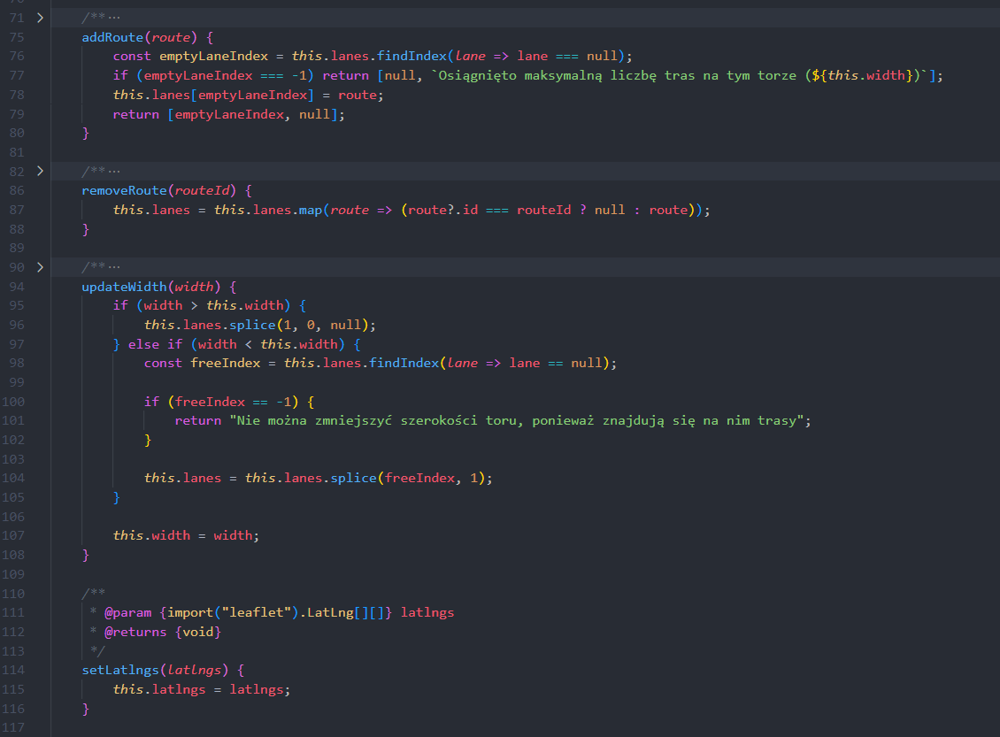 71 > /** ···
75 addRoute(route) {
76 const emptyLaneIndex = this.lanes.findIndex(lane => lane === null);
77 if (emptyLaneIndex === -1) return [null, `Osiągnięto maksymalną liczbę tras na tym torze (${this.width})`];
78 this.lanes[emptyLaneIndex] = route;
79 return [emptyLaneIndex, null];
80 }
81
82 > /** ···
86 removeRoute(routeId) {
87 this.lanes = this.lanes.map(route => (route?.id === routeId ? null : route));
88 }
89
90 > /** ···
94 updateWidth(width) {
95 if (width > this.width) {
96 this.lanes.splice(1, 0, null);
97 } else if (width < this.width) {
98 const freeIndex = this.lanes.findIndex(lane => lane == null);
99
100 if (freeIndex == -1) {
101 return "Nie można zmniejszyć szerokości toru, ponieważ znajdują się na nim trasy";
102 }
103
104 this.lanes = this.lanes.splice(freeIndex, 1);
105 }
106
107 this.width = width;
108 }
109
110 /**
111 * @param {import("leaflet").LatLng[][]} latlngs
112 * @returns {void}
113 */
114 setLatlngs(latlngs) {
115 this.latlngs = latlngs;
116 }
117